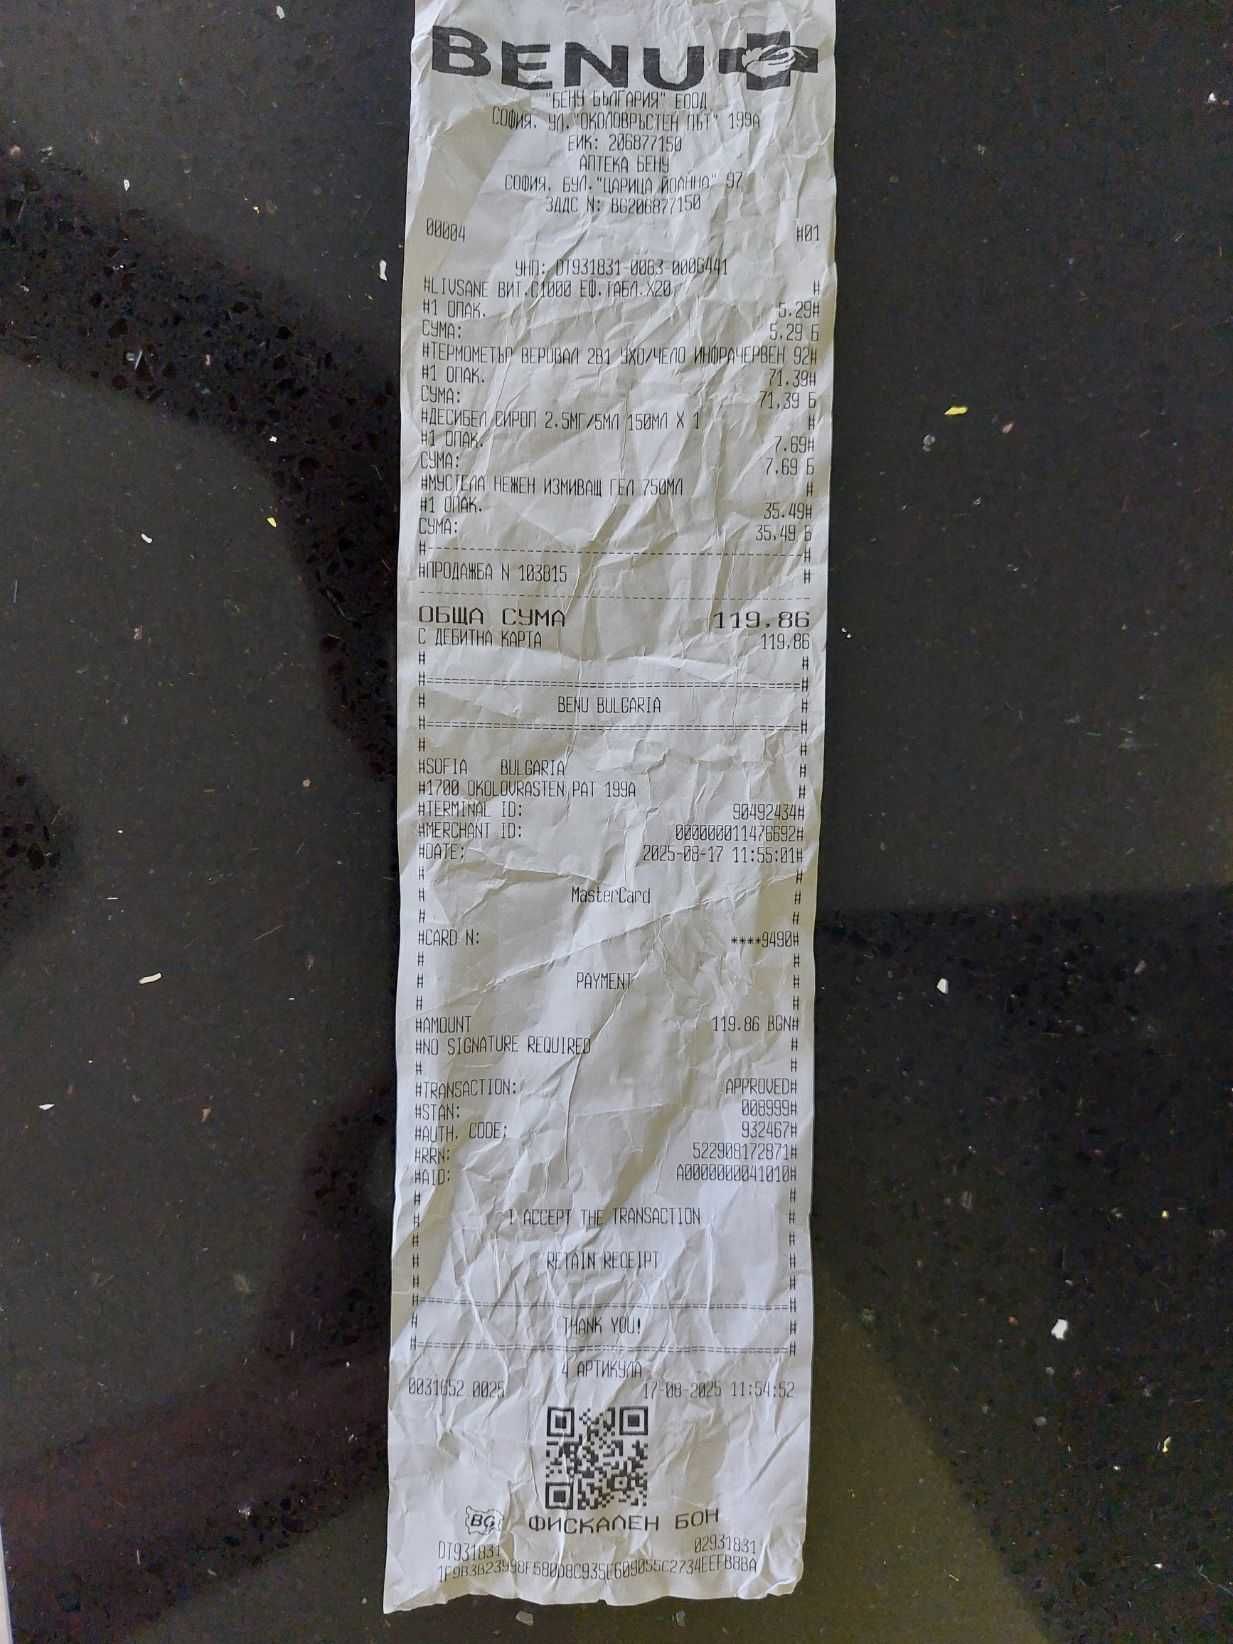 BENU
"БЕНУ БЪЛГАРИЯ" ЕООД
СОФИЯ, УЛ."ОКОЛОВРЪСТЕН ПЪТ" 199А
ЕИК: 206877150
АПТЕКА БЕНУ
СОФИЯ, БУЛ."ЦАРИЦА ЙОАННА" 97
ЗДДС N: BG206877150
00004 #01
УНП: DT931831-0063-0006441
#LIVSANE ВИТ.C1000 ЕФ.ТАБЛ.X20, #
#1 ОПАК. 5.29#
СУМА: 5,29 Б
#ТЕРМОМЕТЪР ВЕРОВАЛ 2В1 УХО/ЧЕЛО ИНФРАЧЕРВЕН 92#
#1 ОПАК. 71.39#
СУМА: 71,39 Б
#ДЕСИБЕЛ СИРОП 2.5МГ/5МЛ 150МЛ X 1 #
#1 ОПАК. 7.69#
СУМА: 7,69 Б
#МУСТЕЛА НЕЖЕН ИЗМИВАЩ ГЕЛ 750МЛ #
#1 ОПАК. 35.49#
СУМА: 35,49 Б
#------------------------------------------------#
#ПРОДАЖБА N 103815 #
ОБЩА СУМА 119.86
С ДЕБИТНА КАРТА 119,86
# #
#================================================#
# BENU BULGARIA #
#================================================#
# #
#SOFIA BULGARIA #
#1700 OKOLOVRASTEN PAT 199A #
#TERMINAL ID: 90492434#
#MERCHANT ID: 000000011476692#
#DATE: 2025-08-17 11:55:01#
# #
# MasterCard #
# #
#CARD N: ****9490#
# #
# PAYMENT #
# #
#AMOUNT 119.86 BGN#
#NO SIGNATURE REQUIRED #
# #
#TRANSACTION: APPROVED#
#STAN: 008999#
#AUTH. CODE: 932467#
#RRN: 522908172871#
#AID: A0000000041010#
# #
# I ACCEPT THE TRANSACTION #
# #
# RETAIN RECEIPT #
# #
#================================================#
# THANK YOU! #
#================================================#
4 АРТИКУЛА
0031652 0025 17-08-2025 11:54:52
BG ФИСКАЛЕН БОН
DT931831 02931831